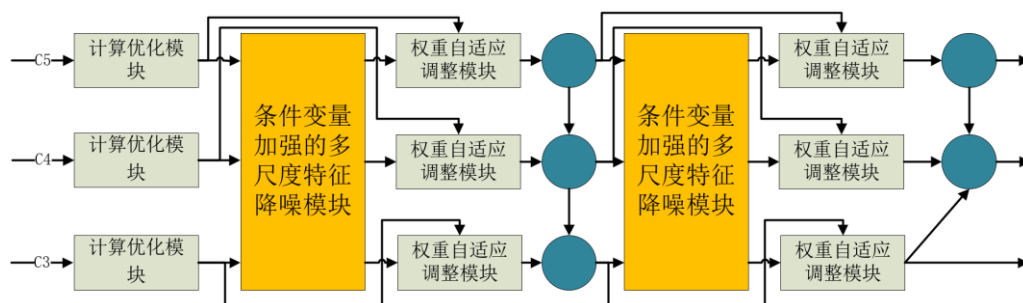 C5
计算优化模
块
C4
计算优化模
块
C3
计算优化模
块
条件变量
加强的多
尺度特征
降噪模块
权重自适应
调整模块
权重自适应
调整模块
权重自适应
调整模块
条件变量
加强的多
尺度特征
降噪模块
权重自适应
调整模块
权重自适应
调整模块
权重自适应
调整模块